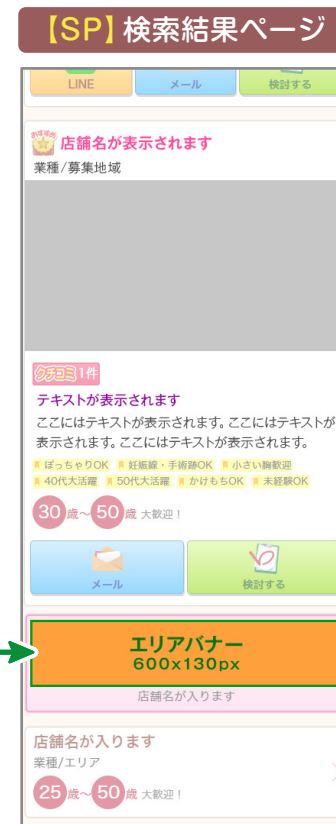 【SP】検索結果ページ
LINE
メール
検討する
おすすめ
店舗名が表示されます
業種/募集地域
クチコミ1件
テキストが表示されます
ここにはテキストが表示されます。ここにはテキストが
表示されます。ここにはテキストが表示されます。
ぽっちゃりOK 妊娠線・手術跡OK 小さい胸歓迎
40代大活躍 50代大活躍 かけもちOK 未経験OK
30歳〜50歳 大歓迎！
メール
検討する
エリアバナー
600x130px
店舗名が入ります
店舗名が入ります
業種/エリア
25歳〜50歳 大歓迎！